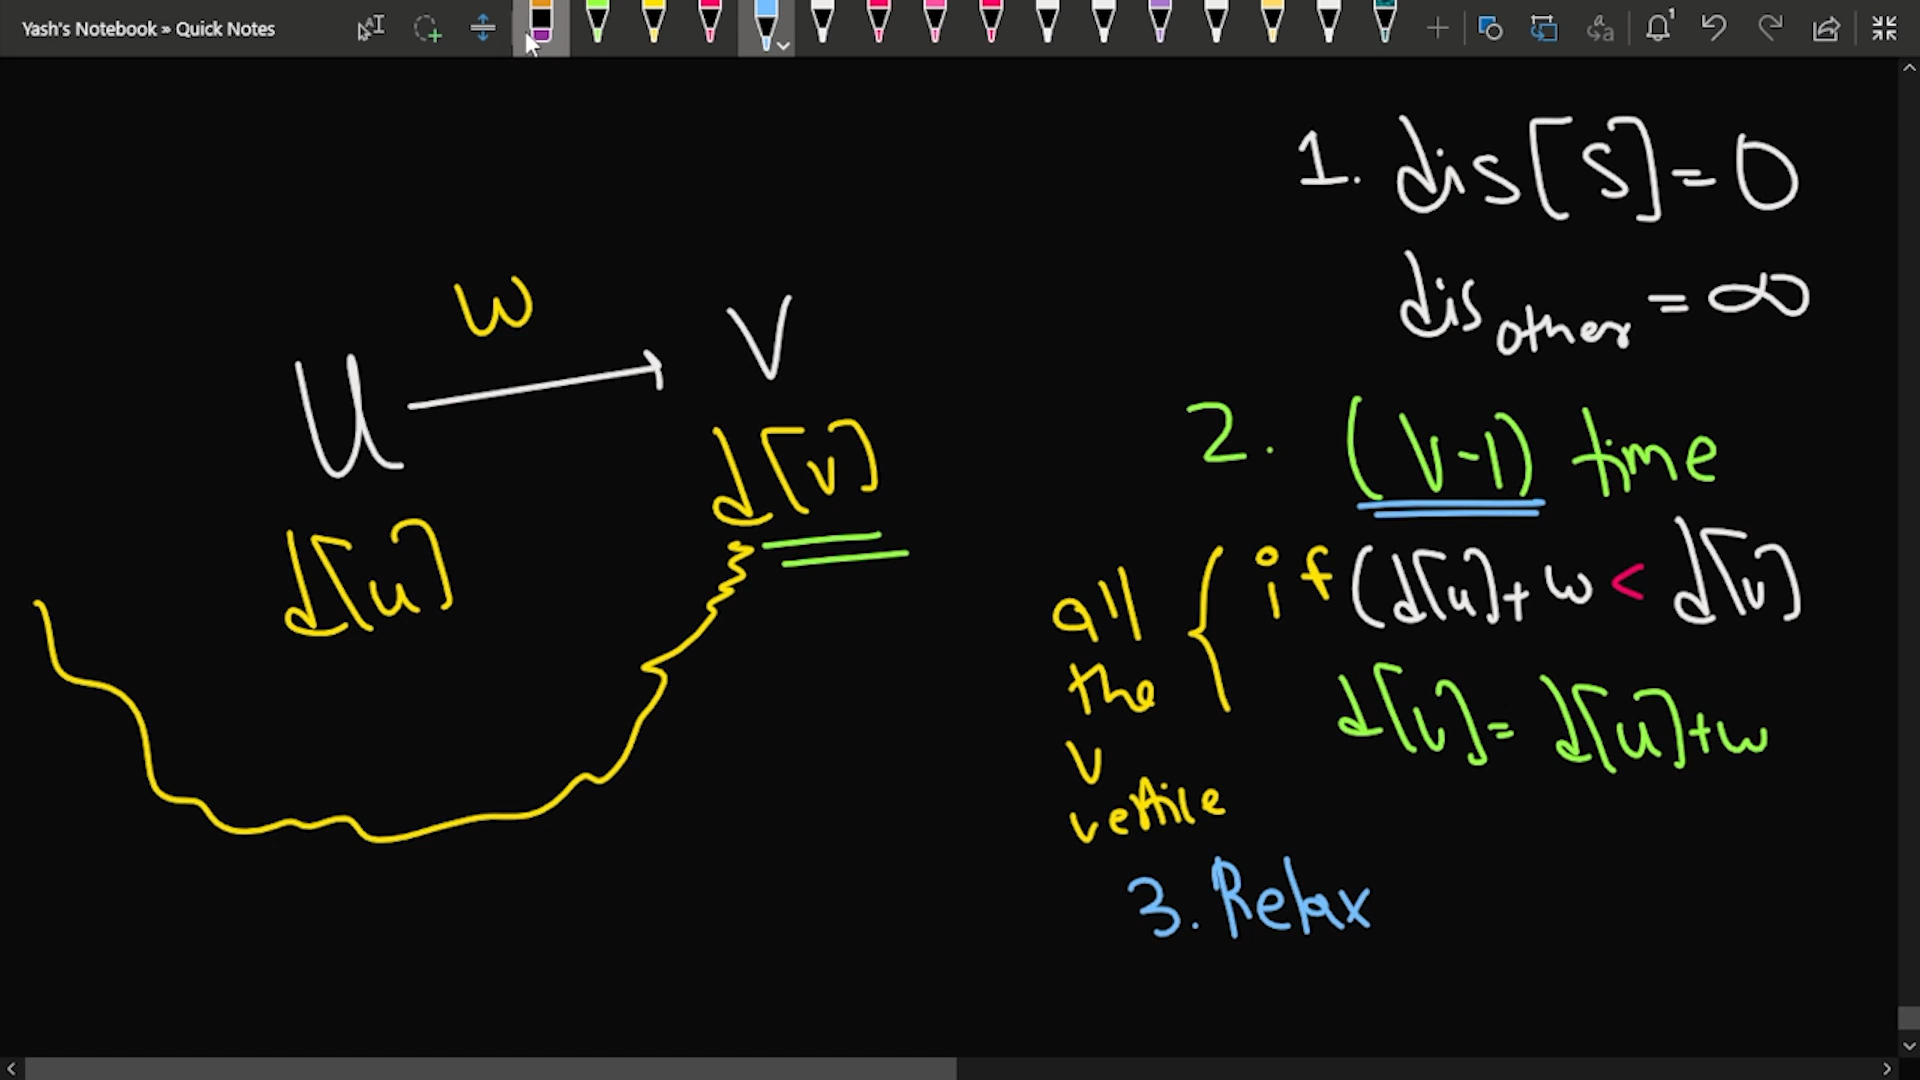 Yash's Notebook » Quick Notes
1. dis[s]=0
dis other = ∞
w
u → v
d[u]
d[v]
2. (V-1) time
all the v vertile { if (d[u]+w < d[v]
d[v]= d[u]+w
3. Relax